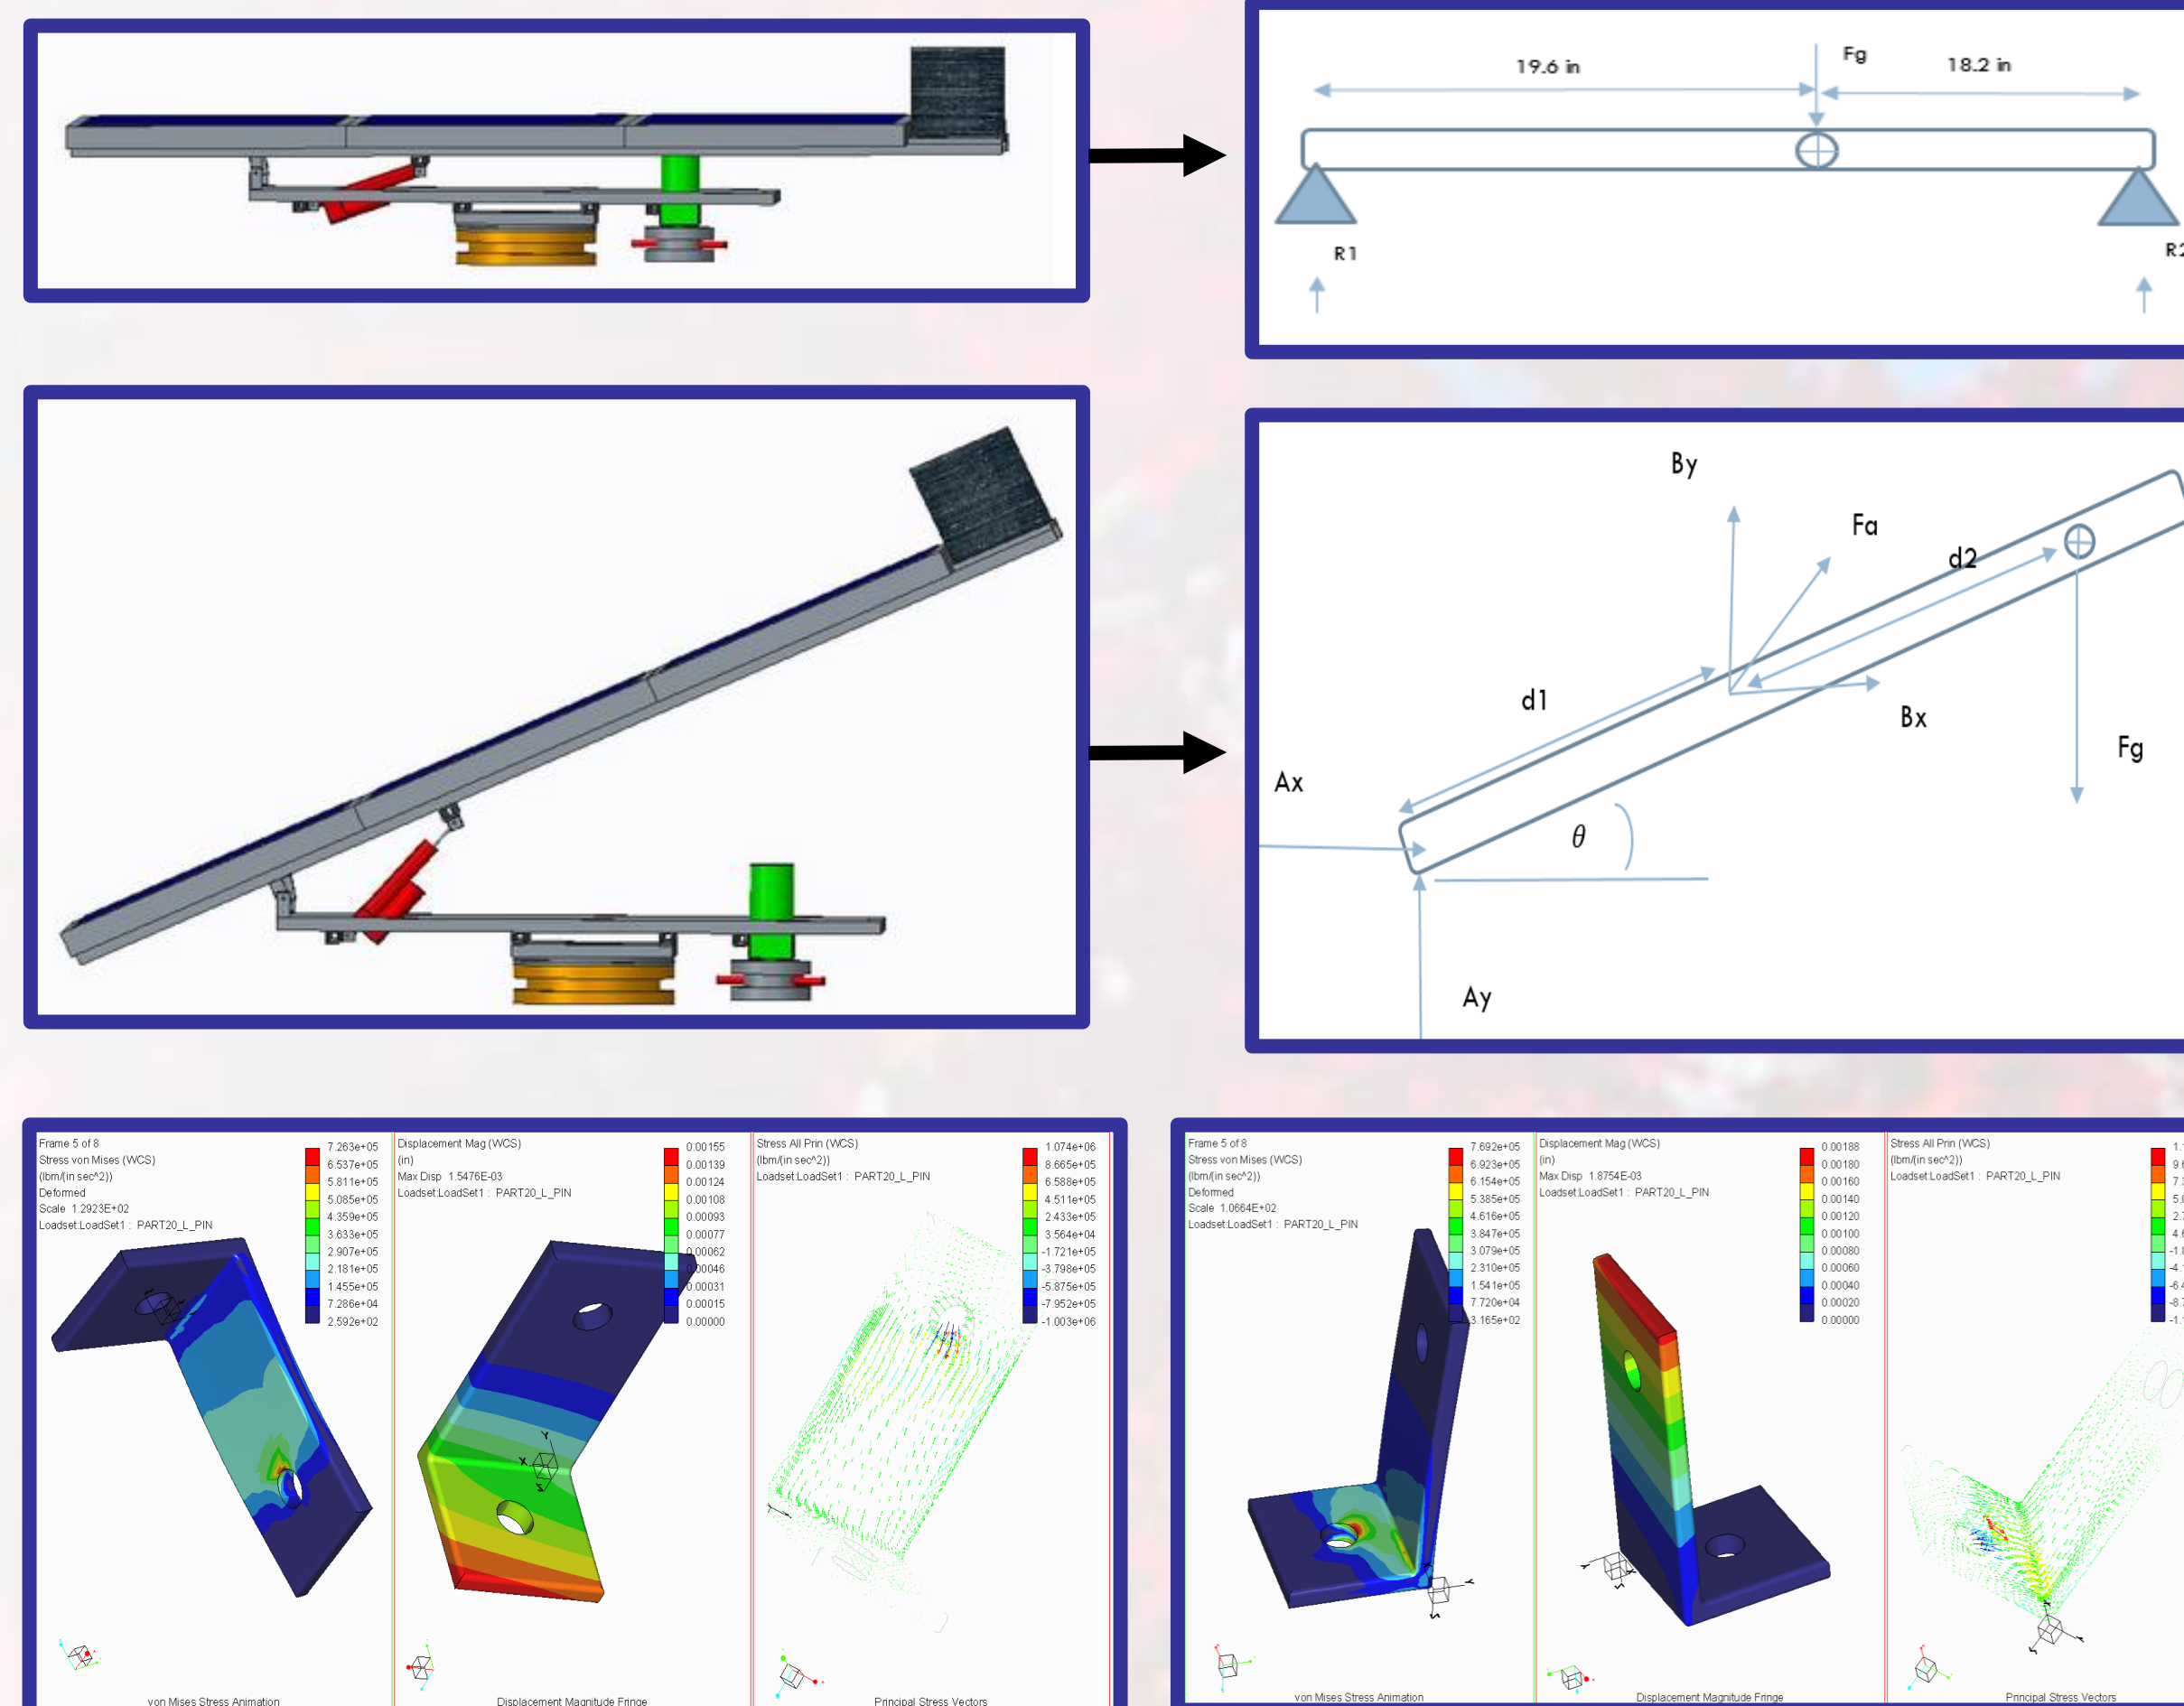 19.6 in
Fg
18.2 in
R1
By
Fa
d2
d1
Bx
Ax
Fg
θ
Ay
Frame 5 of 8
Stress von Mises (WCS)
(lbm/(in sec^2))
Deformed
Scale 1.2923E+02
Loadset:LoadSet1 : PART20_L_PIN
7.263e+05
6.537e+05
5.811e+05
5.085e+05
4.359e+05
3.633e+05
2.907e+05
2.181e+05
1.455e+05
7.286e+04
2.592e+02
von Mises Stress Animation
Displacement Mag (WCS)
(in)
Max Disp 1.5476E-03
Loadset:LoadSet1 : PART20_L_PIN
0.00155
0.00139
0.00124
0.00108
0.00093
0.00077
0.00062
0.00046
0.00031
0.00015
0.00000
Displacement Magnitude Fringe
Stress All Prin (WCS)
(lbm/(in sec^2))
Loadset:LoadSet1 : PART20_L_PIN
1.074e+06
8.665e+05
6.588e+05
4.511e+05
2.433e+05
3.564e+04
-1.721e+05
-3.798e+05
-5.875e+05
-7.952e+05
-1.003e+06
Principal Stress Vectors
Frame 5 of 8
Stress von Mises (WCS)
(lbm/(in sec^2))
Deformed
Scale 1.0664E+02
Loadset:LoadSet1 : PART20_L_PIN
7.692e+05
6.923e+05
6.154e+05
5.385e+05
4.616e+05
3.847e+05
3.079e+05
2.310e+05
1.541e+05
7.720e+04
3.165e+02
von Mises Stress Animation
Displacement Mag (WCS)
(in)
Max Disp 1.8754E-03
Loadset:LoadSet1 : PART20_L_PIN
0.00188
0.00180
0.00160
0.00140
0.00120
0.00100
0.00080
0.00060
0.00040
0.00020
0.00000
Displacement Magnitude Fringe
Stress All Prin (WCS)
(lbm/(in sec^2))
Loadset:LoadSet1 : PART20_L_PIN
Principal Stress Vectors